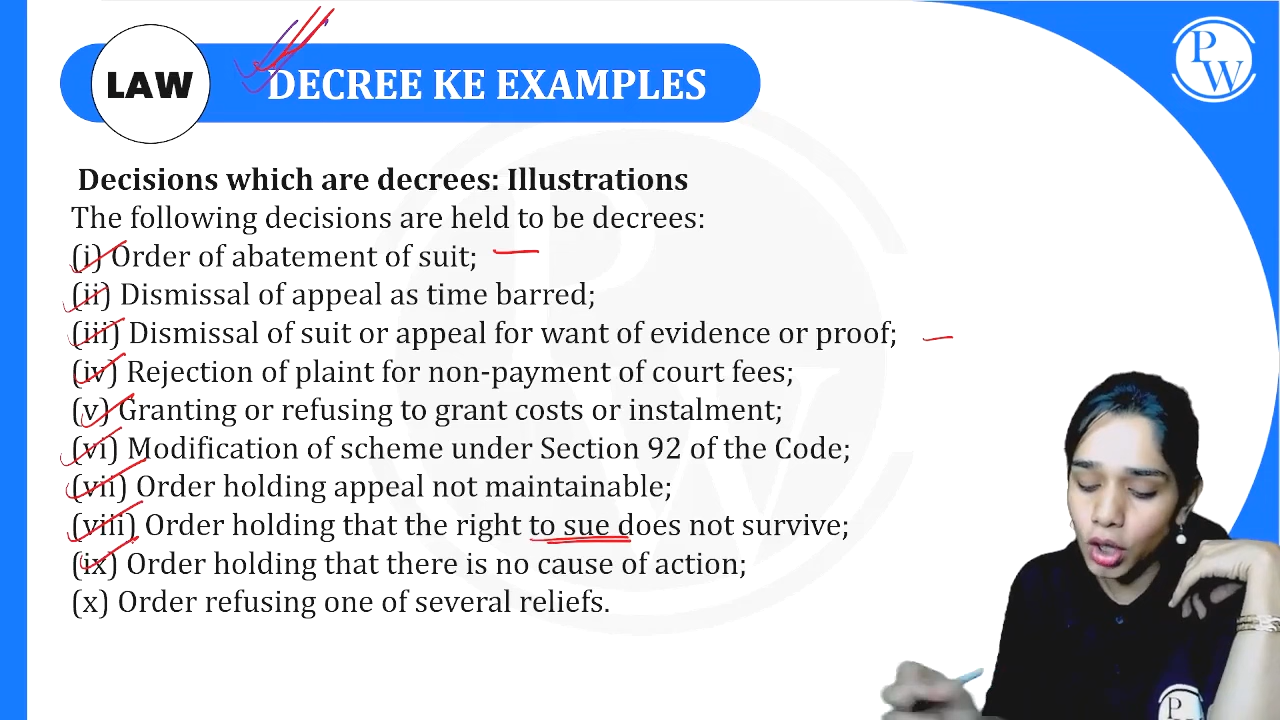 LAW
DECREE KE EXAMPLES
PW
Decisions which are decrees: Illustrations
The following decisions are held to be decrees:
(i) Order of abatement of suit;
(ii) Dismissal of appeal as time barred;
(iii) Dismissal of suit or appeal for want of evidence or proof;
(iv) Rejection of plaint for non-payment of court fees;
(v) Granting or refusing to grant costs or instalment;
(vi) Modification of scheme under Section 92 of the Code;
(vii) Order holding appeal not maintainable;
(viii) Order holding that the right to sue does not survive;
(ix) Order holding that there is no cause of action;
(x) Order refusing one of several reliefs.